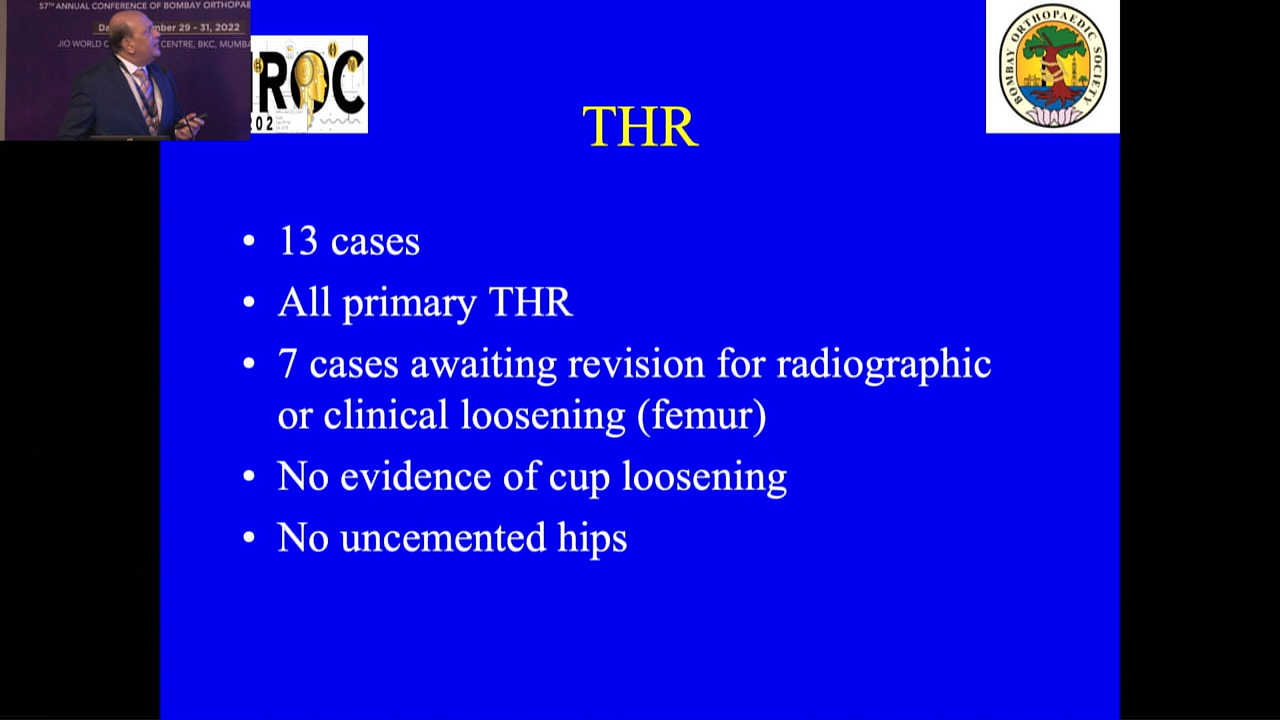 57TH ANNUAL CONFERENCE OF BOMBAY ORTHOPAE
29 - 31, 2022
JIO WORLD CENTRE, BKC, MUMBA
BOMBAY ORTHOPAEDIC SOCIETY
THR
• 13 cases
• All primary THR
• 7 cases awaiting revision for radiographic
or clinical loosening (femur)
• No evidence of cup loosening
• No uncemented hips